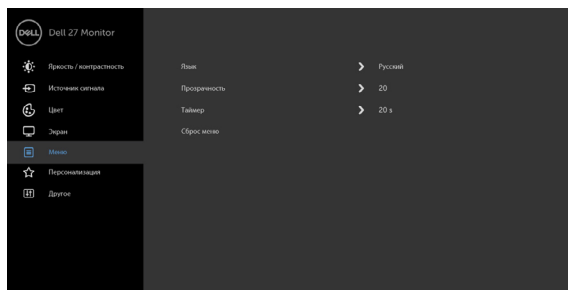 DELL Dell 27 Monitor
Яркость / контрастность
Язык
Русский
Источник сигнала
Прозрачность
20
Цвет
Таймер
20 s
Экран
Сброс меню
Меню
Персонализация
Другое